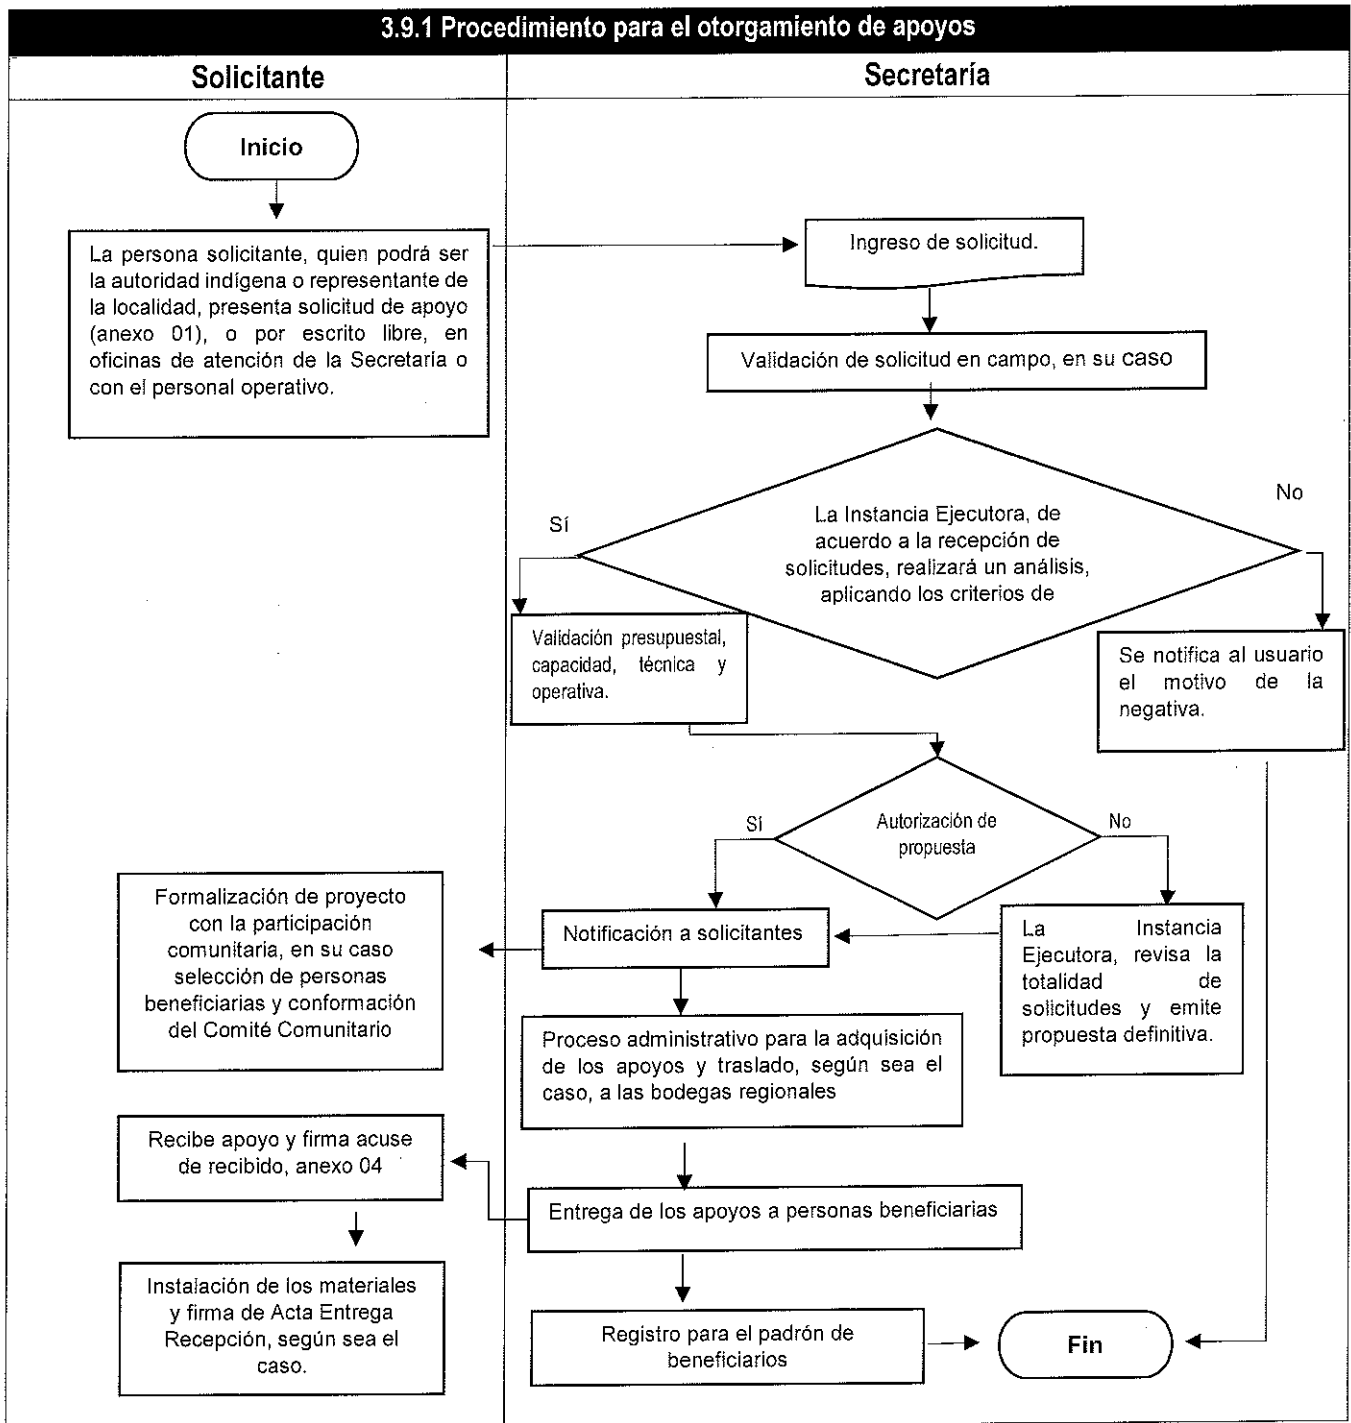 3.9.1 Procedimiento para el otorgamiento de apoyos
Solicitante
Secretaría
Inicio
La persona solicitante, quien podrá ser
la autoridad indígena o representante de
la localidad, presenta solicitud de apoyo
(anexo 01), o por escrito libre, en
oficinas de atención de la Secretaría o
con el personal operativo.
Ingreso de solicitud.
Validación de solicitud en campo, en su caso
La Instancia Ejecutora, de
acuerdo a la recepción de
solicitudes, realizará un análisis,
aplicando los criterios de
Sí
No
Validación presupuestal,
capacidad, técnica y
operativa.
Se notifica al usuario
el motivo de la
negativa.
Autorización de
propuesta
Sí
No
Formalización de proyecto
con la participación
comunitaria, en su caso
selección de personas
beneficiarias y conformación
del Comité Comunitario
Notificación a solicitantes
La Instancia
Ejecutora, revisa la
totalidad de
solicitudes y emite
propuesta definitiva.
Proceso administrativo para la adquisición
de los apoyos y traslado, según sea el
caso, a las bodegas regionales
Recibe apoyo y firma acuse
de recibido, anexo 04
Entrega de los apoyos a personas beneficiarias
Instalación de los materiales
y firma de Acta Entrega
Recepción, según sea el
caso.
Registro para el padrón de
beneficiarios
Fin